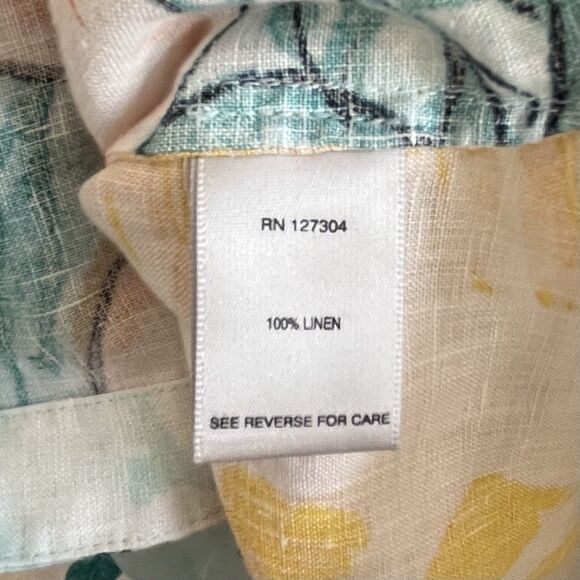 RN 127304
100% LINEN
SEE REVERSE FOR CARE